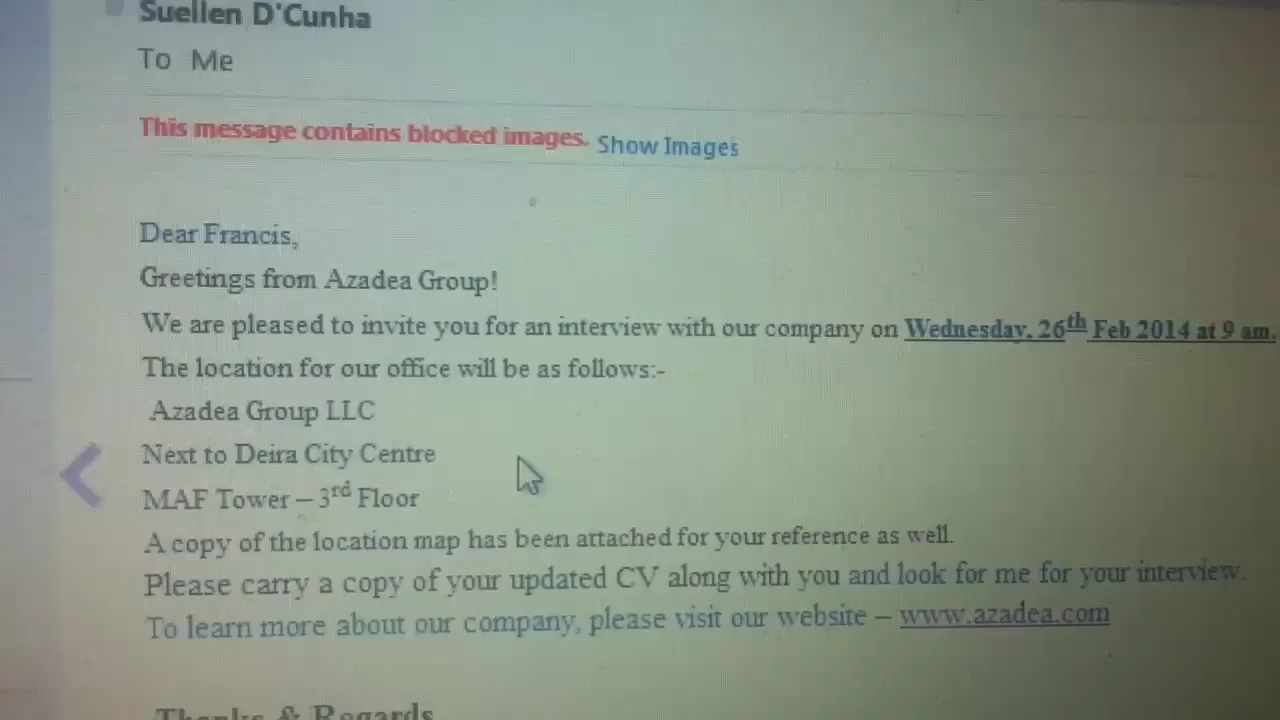 Suellen D'Cunha
To Me
This message contains blocked images. Show Images
Dear Francis,
Greetings from Azadea Group!
We are pleased to invite you for an interview with our company on Wednesday, 26th Feb 2014 at 9 am.
The location for our office will be as follows:-
Azadea Group LLC
Next to Deira City Centre
MAF Tower – 3rd Floor
A copy of the location map has been attached for your reference as well.
Please carry a copy of your updated CV along with you and look for me for your interview.
To learn more about our company, please visit our website – www.azadea.com
Thanks & Regards